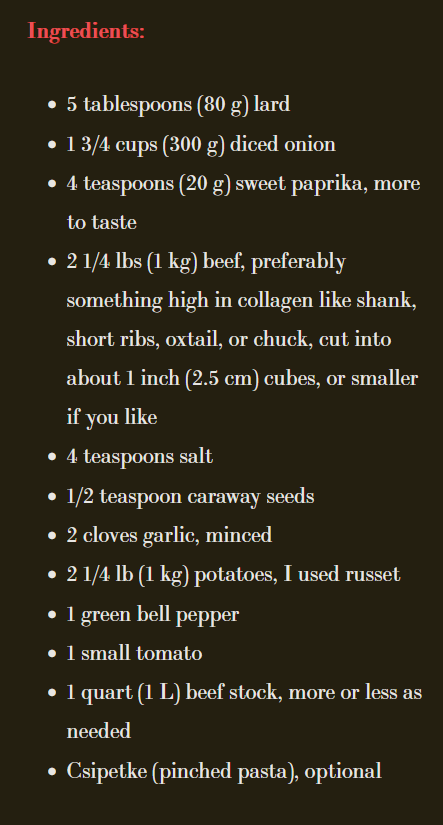 Ingredients:
• 5 tablespoons (80 g) lard
• 1 3/4 cups (300 g) diced onion
• 4 teaspoons (20 g) sweet paprika, more
to taste
• 2 1/4 lbs (1 kg) beef, preferably
something high in collagen like shank,
short ribs, oxtail, or chuck, cut into
about 1 inch (2.5 cm) cubes, or smaller
if you like
• 4 teaspoons salt
• 1/2 teaspoon caraway seeds
• 2 cloves garlic, minced
• 2 1/4 lb (1 kg) potatoes, I used russet
• 1 green bell pepper
• 1 small tomato
• 1 quart (1 L) beef stock, more or less as
needed
• Csipetke (pinched pasta), optional